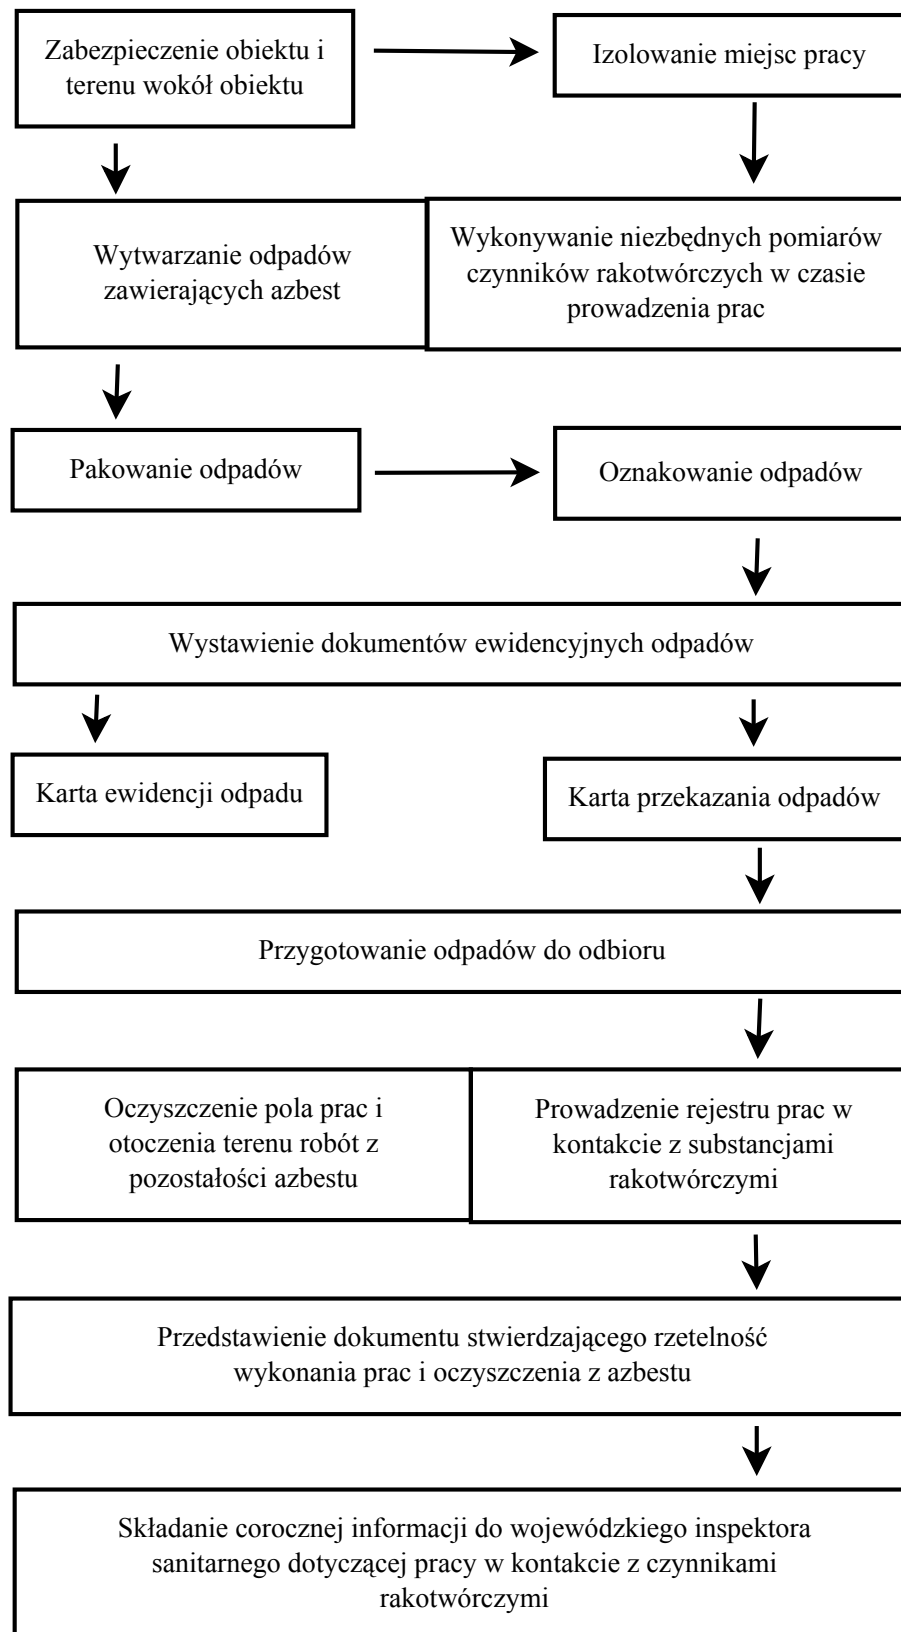 Zabezpieczenie obiektu i
terenu wokół obiektu
Izolowanie miejsc pracy
Wytwarzanie odpadów
zawierających azbest
Wykonywanie niezbędnych pomiarów
czynników rakotwórczych w czasie
prowadzenia prac
Pakowanie odpadów
Oznakowanie odpadów
Wystawienie dokumentów ewidencyjnych odpadów
Karta ewidencji odpadu
Karta przekazania odpadów
Przygotowanie odpadów do odbioru
Oczyszczenie pola prac i
otoczenia terenu robót z
pozostałości azbestu
Prowadzenie rejestru prac w
kontakcie z substancjami
rakotwórczymi
Przedstawienie dokumentu stwierdzającego rzetelność
wykonania prac i oczyszczenia z azbestu
Składanie corocznej informacji do wojewódzkiego inspektora
sanitarnego dotyczącej pracy w kontakcie z czynnikami
rakotwórczymi